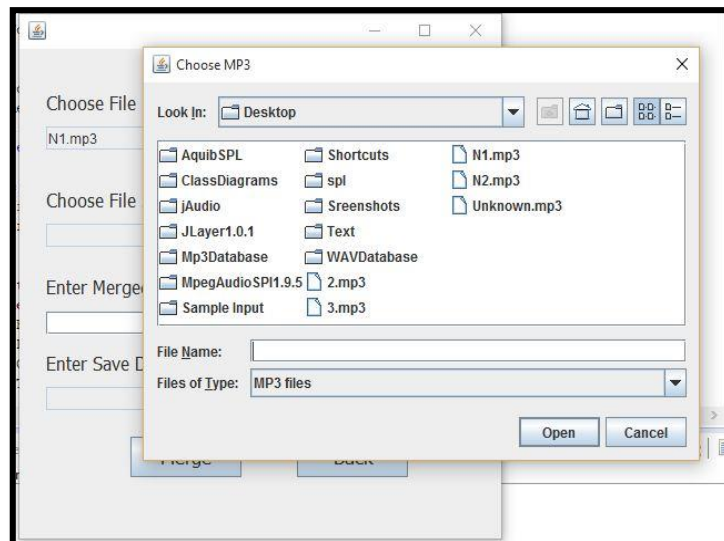 Choose MP3
Choose File
N1.mp3
Choose File
Enter Merged
Enter Save D
Merge
Back
Look In: Desktop
AquibSPL Shortcuts N1.mp3
ClassDiagrams spl N2.mp3
jAudio Sreenshots Unknown.mp3
JLayer1.0.1 Text
Mp3Database WAVDatabase
MpegAudioSPI1.9.5 2.mp3
Sample Input 3.mp3
File Name:
Files of Type: MP3 files
Open Cancel